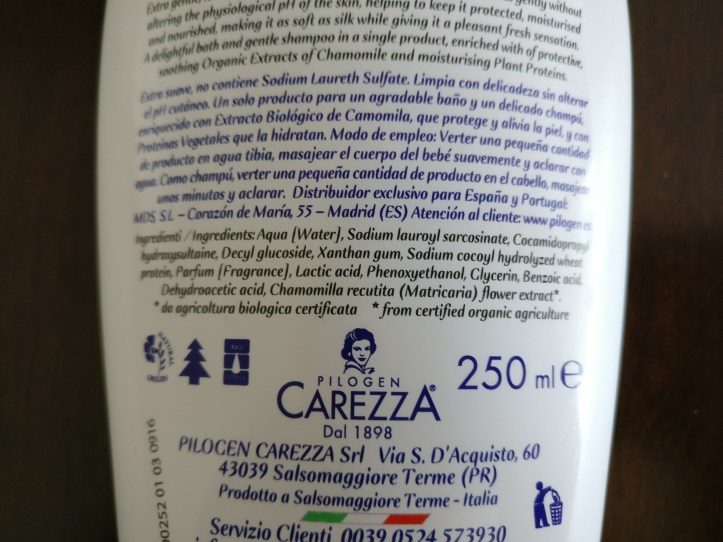 Extra gentle, gently without
altering the physiological pH of the skin, helping to keep it protected, moisturised
and nourished, making it as soft as silk while giving it a pleasant fresh sensation.
A delightful bath and gentle shampoo in a single product, enriched with of protective,
soothing Organic Extracts of Chamomile and moisturising Plant Proteins.
Extra suave, no contiene Sodium Laureth Sulfate. Limpia con delicadeza sin alterar
el pH cutáneo. Un solo producto para un agradable baño y un delicado champú,
enriquecido con Extracto Biológico de Camomila, que protege y alivia la piel, y con
Proteínas Vegetales que la hidratan. Modo de empleo: Verter una pequeña cantidad
de producto en agua tibia, masajear el cuerpo del bebé suavemente y aclarar con
agua. Como champú, verter una pequeña cantidad de producto en el cabello, masajear
unos minutos y aclarar. Distribuidor exclusivo para España y Portugal:
MDS S.L – Corazón de María, 55 – Madrid (ES) Atención al cliente: www.pilogen.es
Ingredienti / Ingredients: Aqua [Water], Sodium lauroyl sarcosinate, Cocamidopropyl
hydroxysultaine, Decyl glucoside, Xanthan gum, Sodium cocoyl hydrolyzed wheat
protein, Parfum [Fragrance], Lactic acid, Phenoxyethanol, Glycerin, Benzoic acid,
Dehydroacetic acid, Chamomilla recutita (Matricaria) flower extract*.
* da agricoltura biologica certificata * from certified organic agriculture
NATURAL
NO
PILOGEN
CAREZZA®
Dal 1898
250 ml e
PILOGEN CAREZZA Srl Via S. D'Acquisto, 60
43039 Salsomaggiore Terme (PR)
Prodotto a Salsomaggiore Terme - Italia
Servizio Clienti 0039 0524 573930
00252 01 03 0916